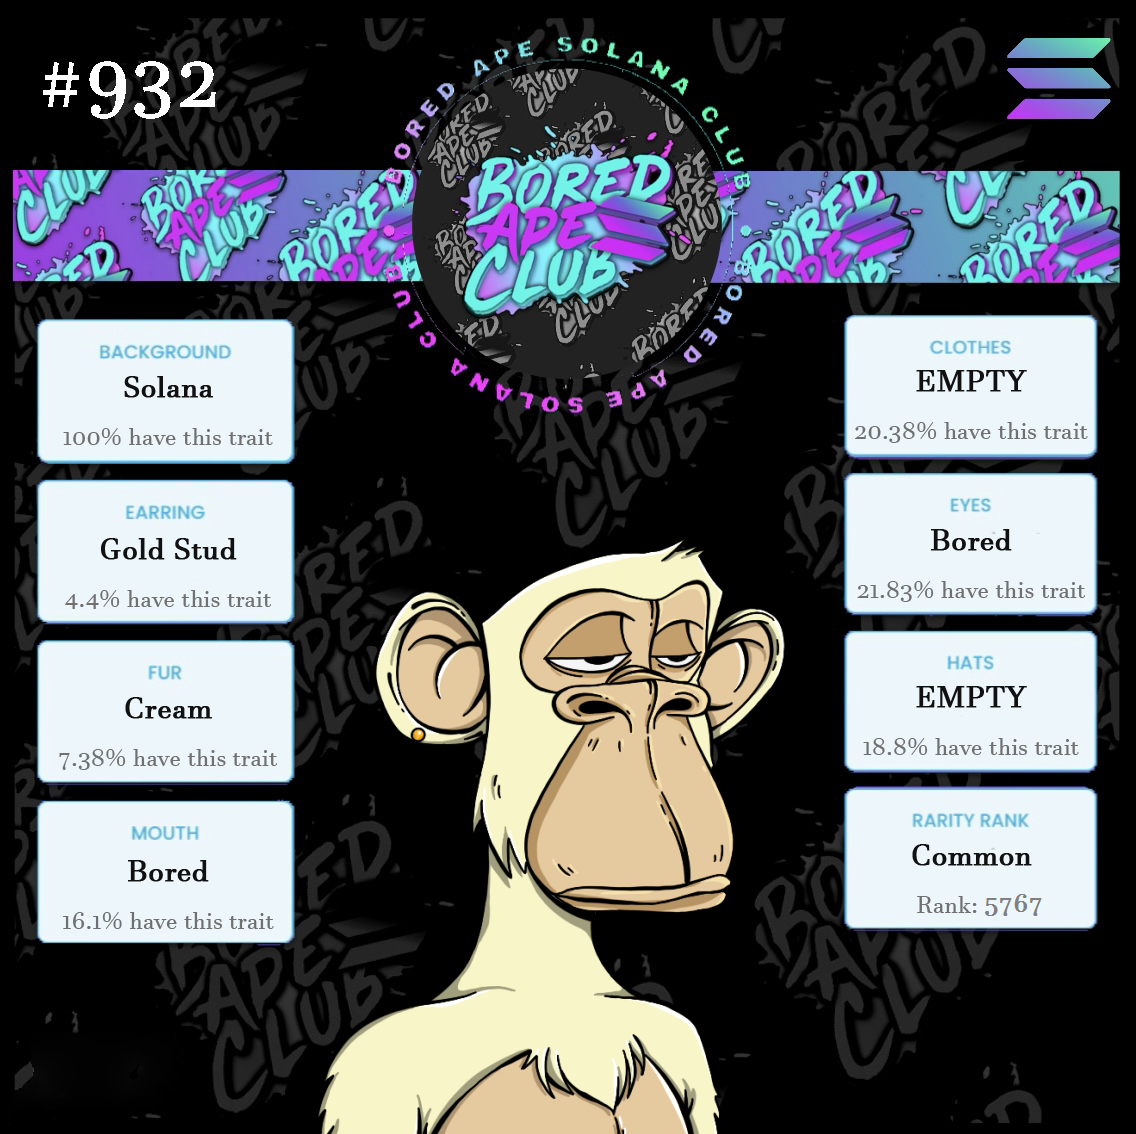 #932
BORED APE SOLANA CLUB
BORED APE SOLANA CLUB
BORED
APE
CLUB
BACKGROUND
Solana
100% have this trait
EARRING
Gold Stud
4.4% have this trait
FUR
Cream
7.38% have this trait
MOUTH
Bored
16.1% have this trait
CLOTHES
EMPTY
20.38% have this trait
EYES
Bored
21.83% have this trait
HATS
EMPTY
18.8% have this trait
RARITY RANK
Common
Rank: 5767